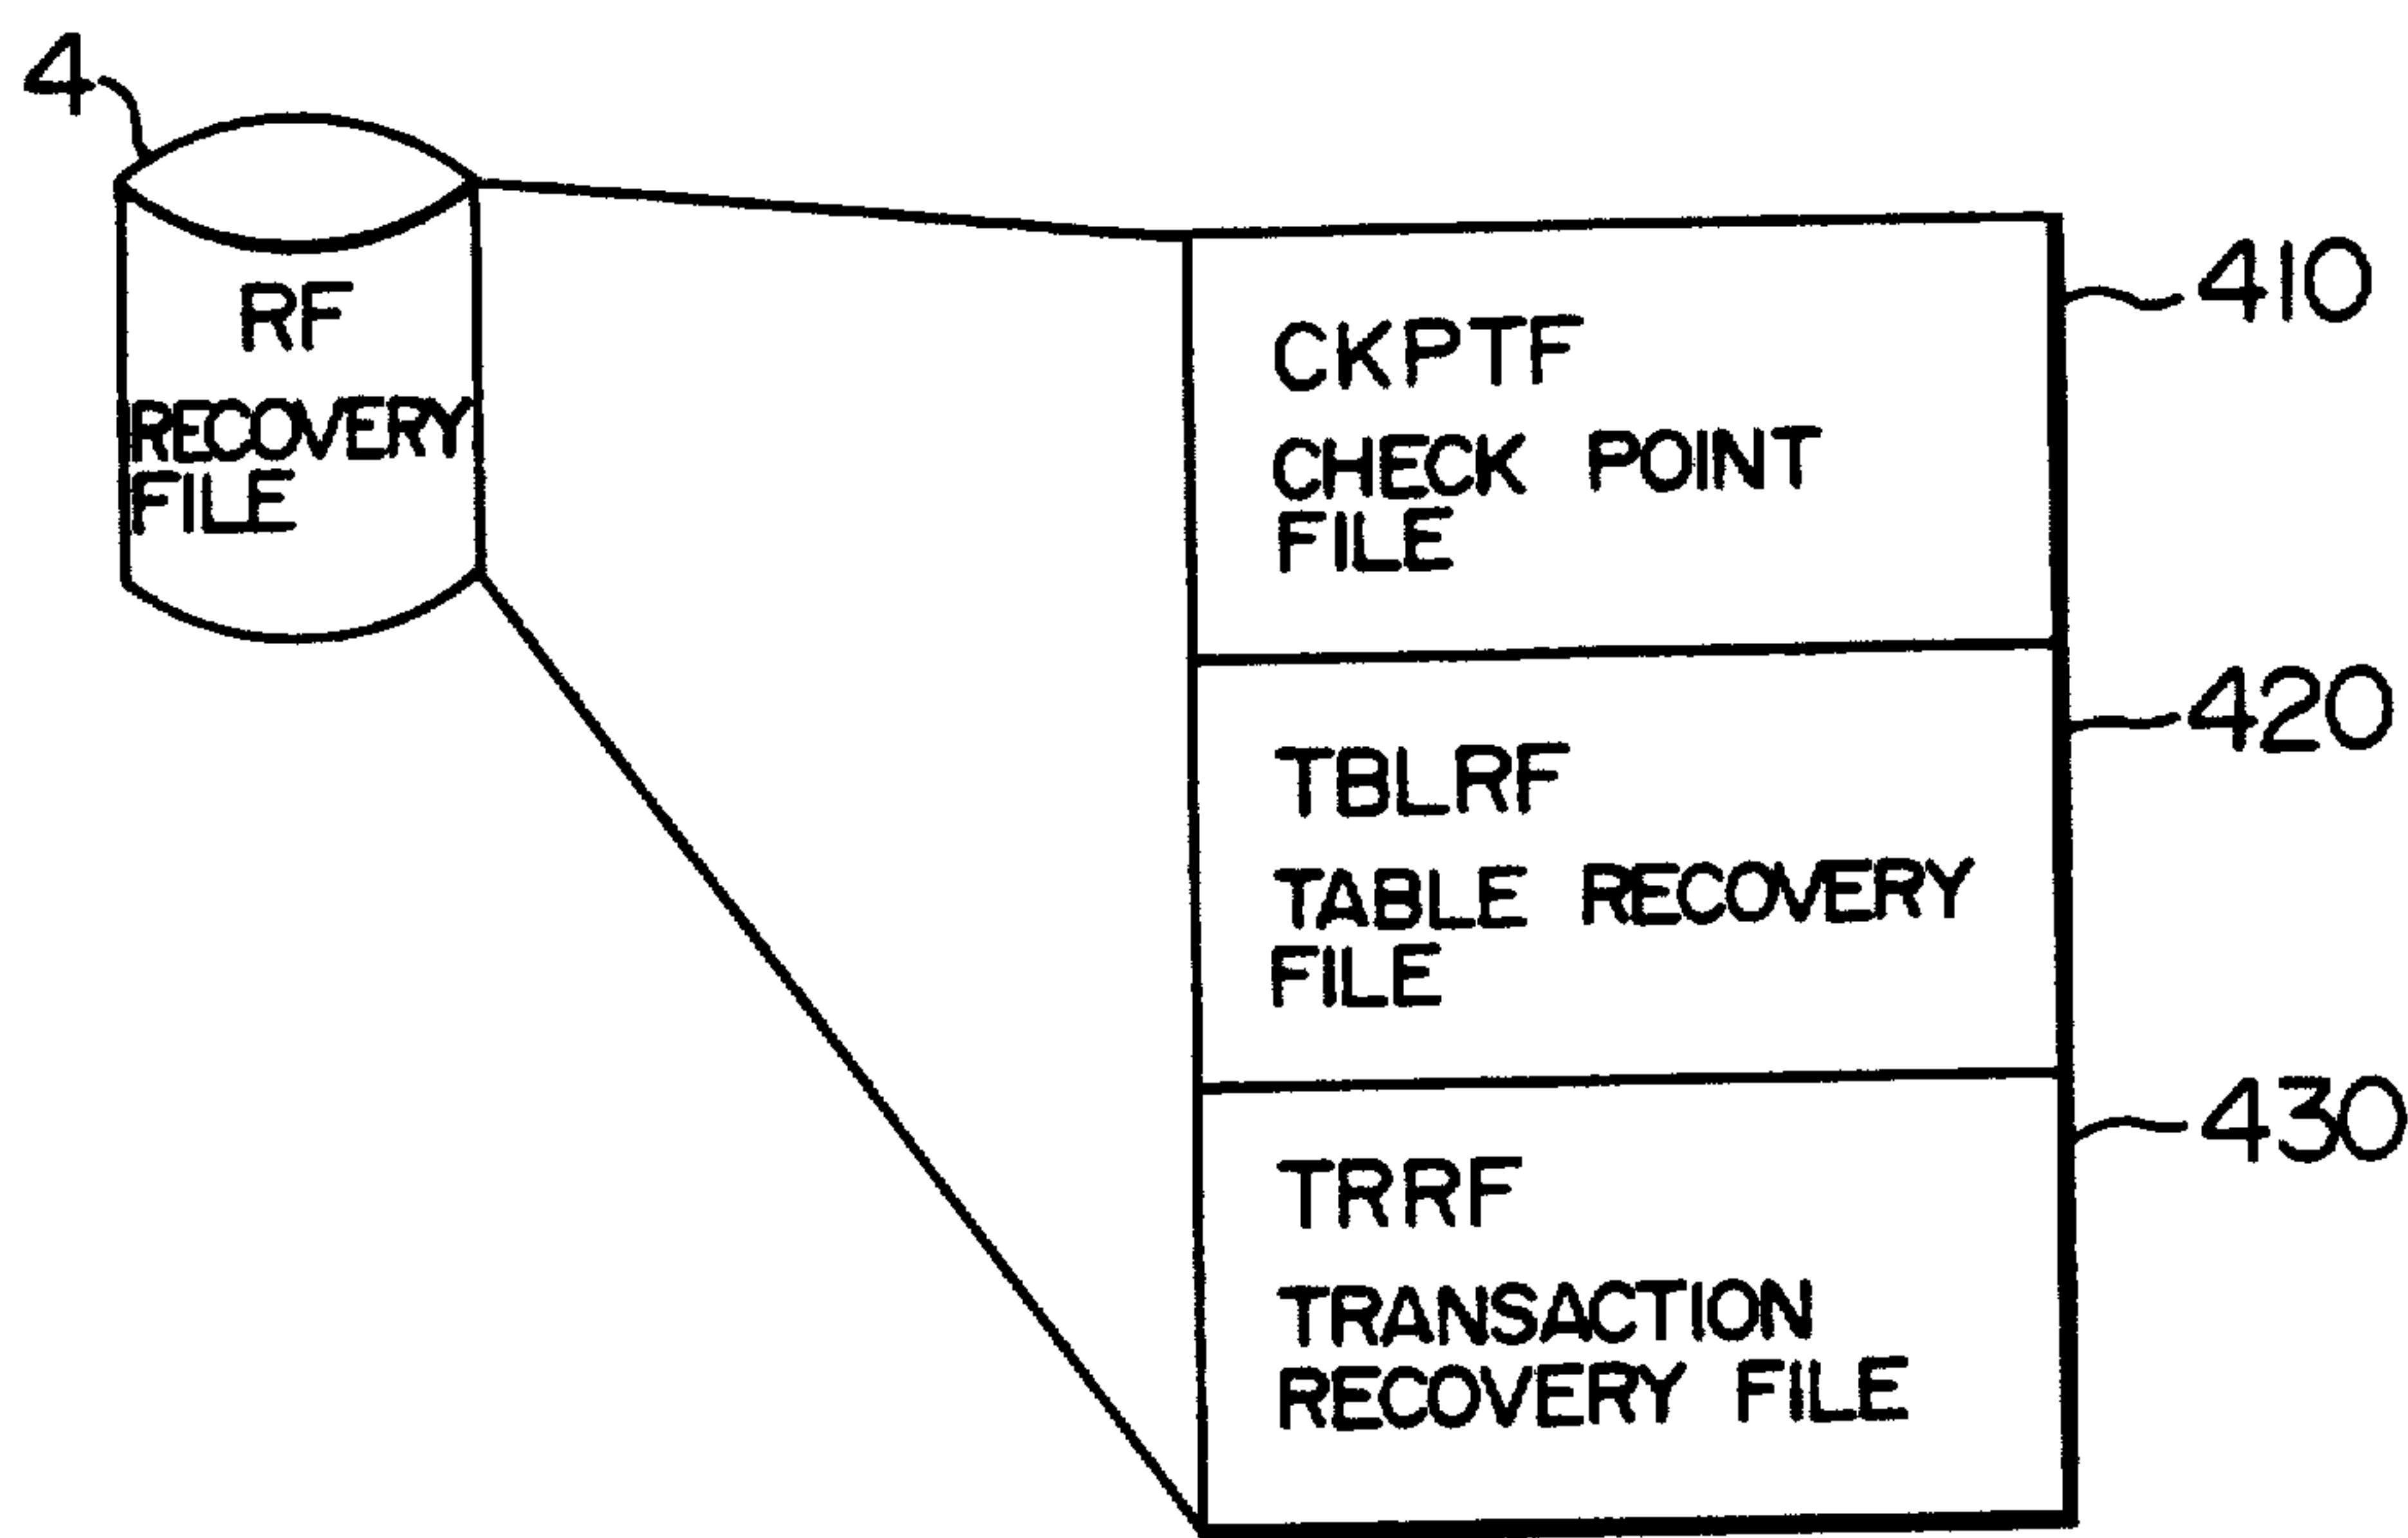 4
RF
RECOVERY
FILE
410
CKPTF
CHECK POINT
FILE
420
TBLRF
TABLE RECOVERY
FILE
430
TRRF
TRANSACTION
RECOVERY FILE